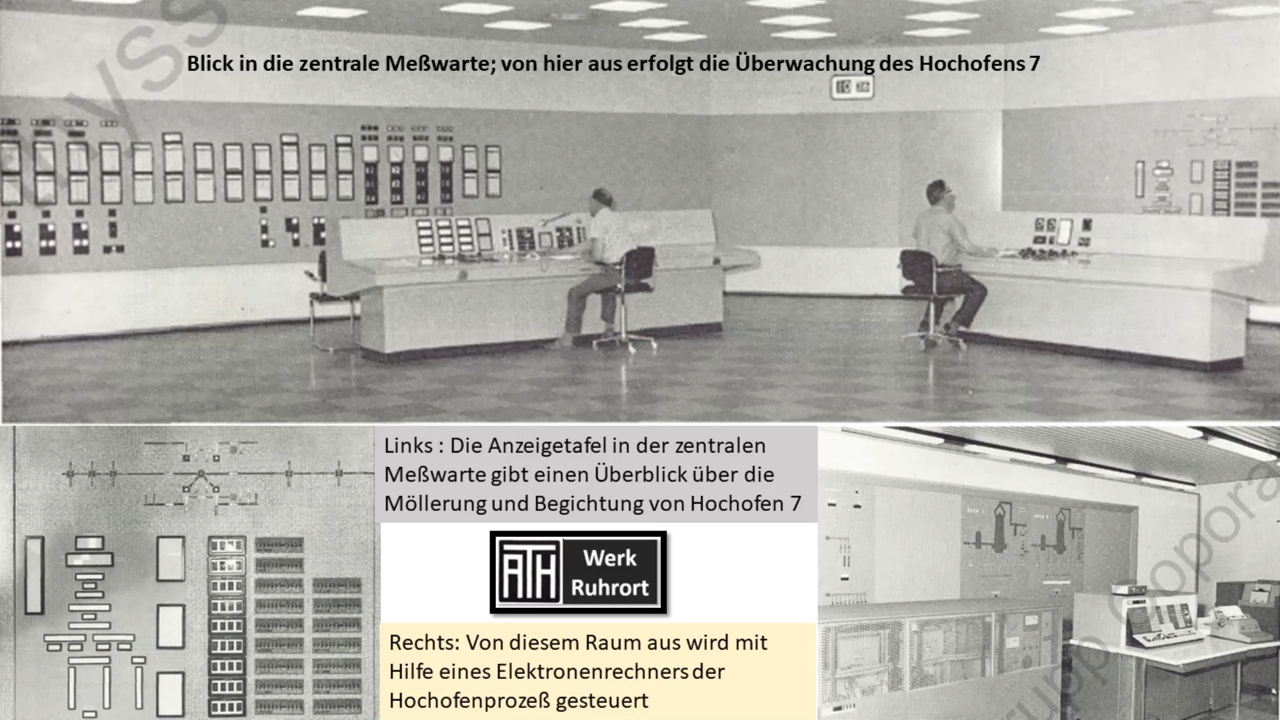 Blick in die zentrale Meßwarte; von hier aus erfolgt die Überwachung des Hochofens 7
Links : Die Anzeigetafel in der zentralen
Meßwarte gibt einen Überblick über die
Möllerung und Begichtung von Hochofen 7
ATH
Werk
Ruhrort
Rechts: Von diesem Raum aus wird mit
Hilfe eines Elektronenrechners der
Hochofenprozeß gesteuert